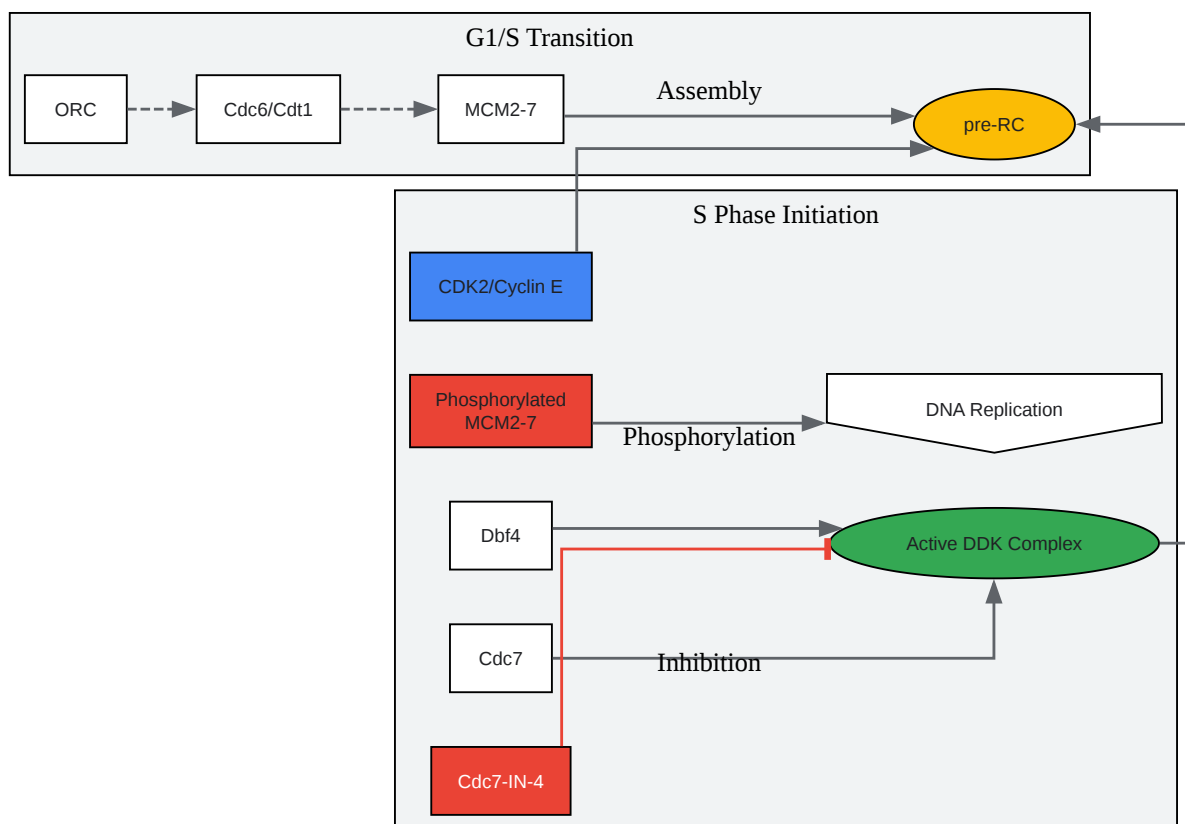 G1/S Transition
ORC
Cdc6/Cdt1
MCM2-7
Assembly
pre-RC
S Phase Initiation
CDK2/Cyclin E
Phosphorylated
MCM2-7
Phosphorylation
DNA Replication
Dbf4
Active DDK Complex
Cdc7
Inhibition
Cdc7-IN-4